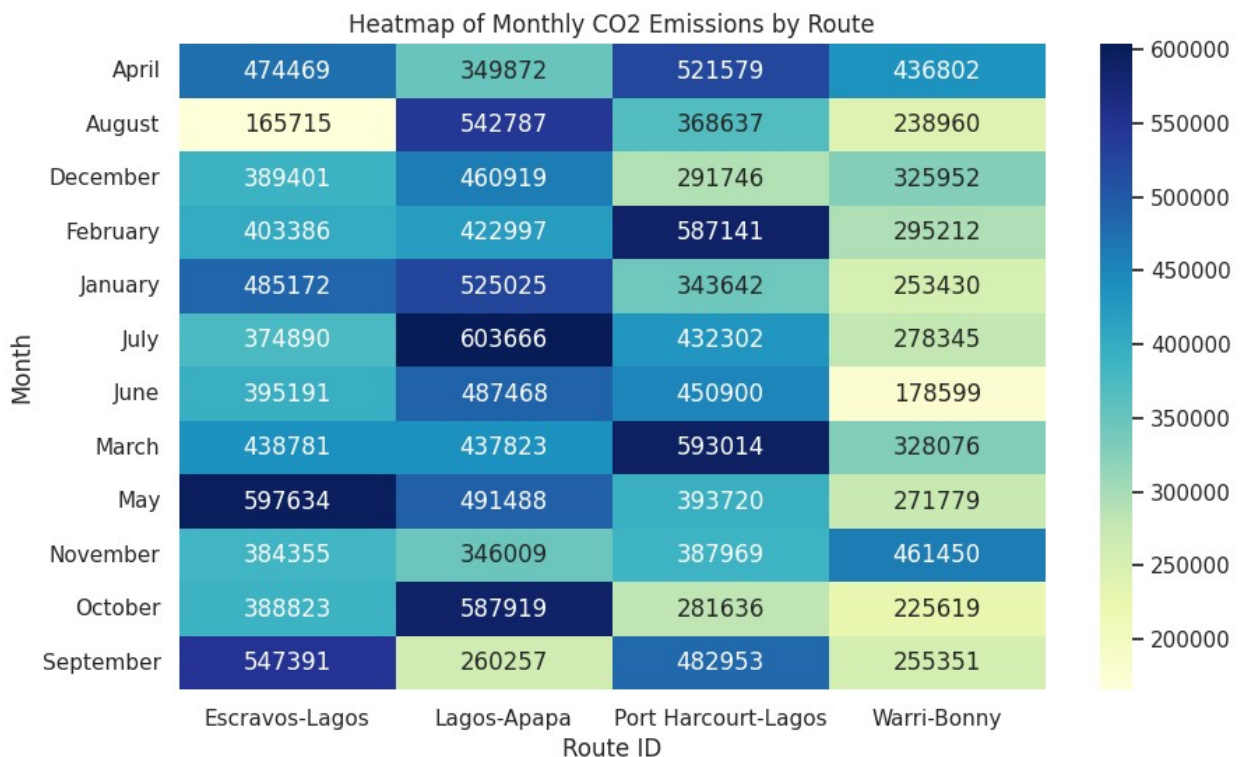 Heatmap of Monthly CO2 Emissions by Route
April 474469 349872 521579 436802
August 165715 542787 368637 238960
December 389401 460919 291746 325952
February 403386 422997 587141 295212
January 485172 525025 343642 253430
July 374890 603666 432302 278345
June 395191 487468 450900 178599
March 438781 437823 593014 328076
May 597634 491488 393720 271779
November 384355 346009 387969 461450
October 388823 587919 281636 225619
September 547391 260257 482953 255351
Escravos-Lagos Lagos-Apapa Port Harcourt-Lagos Warri-Bonny
Route ID
Month
600000
550000
500000
450000
400000
350000
300000
250000
200000